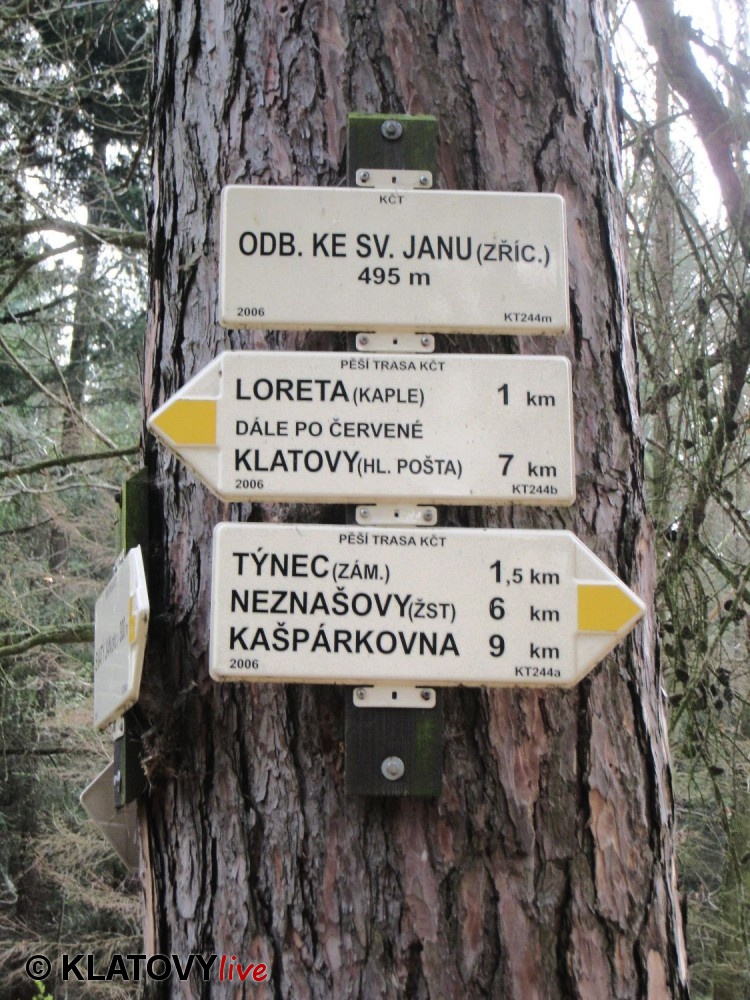 KČT
ODB. KE SV. JANU (ZŘÍC.)
495 m
2006 KT244m
PĚŠÍ TRASA KČT
LORETA (KAPLE) 1 km
DÁLE PO ČERVENÉ
KLATOVY (HL. POŠTA) 7 km
2006 KT244b
PĚŠÍ TRASA KČT
TÝNEC (ZÁM.) 1,5 km
NEZNAŠOVY (ŽST) 6 km
KAŠPÁRKOVNA 9 km
2006 KT244a
© KLATOVYlive